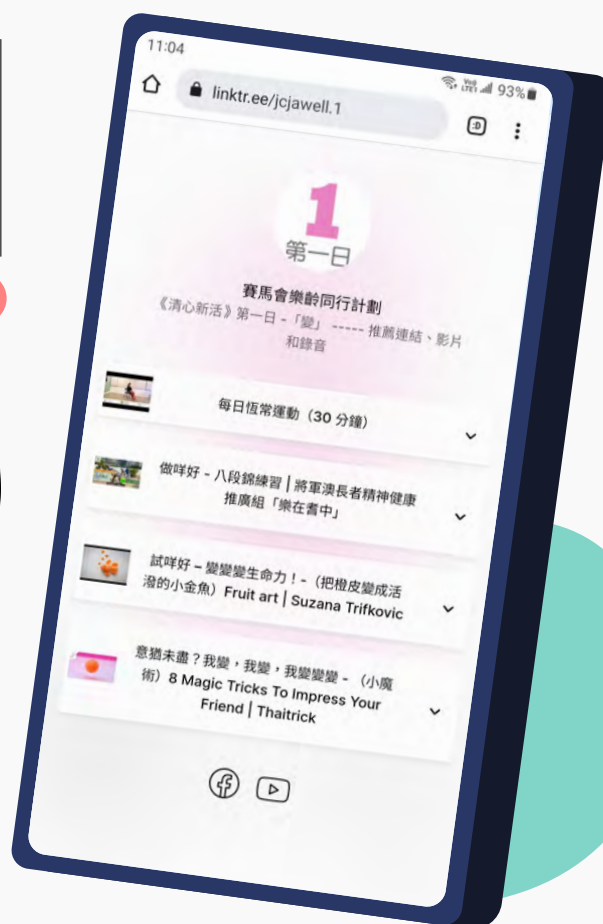 11:04
LTE1 93%
linktr.ee/jcjawell.1
:D
1
第一日
賽馬會樂齡同行計劃
《清心新活》第一日 -「變」 ----- 推薦連結、影片
和錄音
每日恆常運動（30 分鐘）
做咩好 - 八段錦練習 | 將軍澳長者精神健康
推廣組「樂在耆中」
試咩好 – 變變變生命力！-（把橙皮變成活
潑的小金魚）Fruit art | Suzana Trifkovic
意猶未盡？我變，我變，我變變變 - （小魔
術）8 Magic Tricks To Impress Your
Friend | Thaitrick